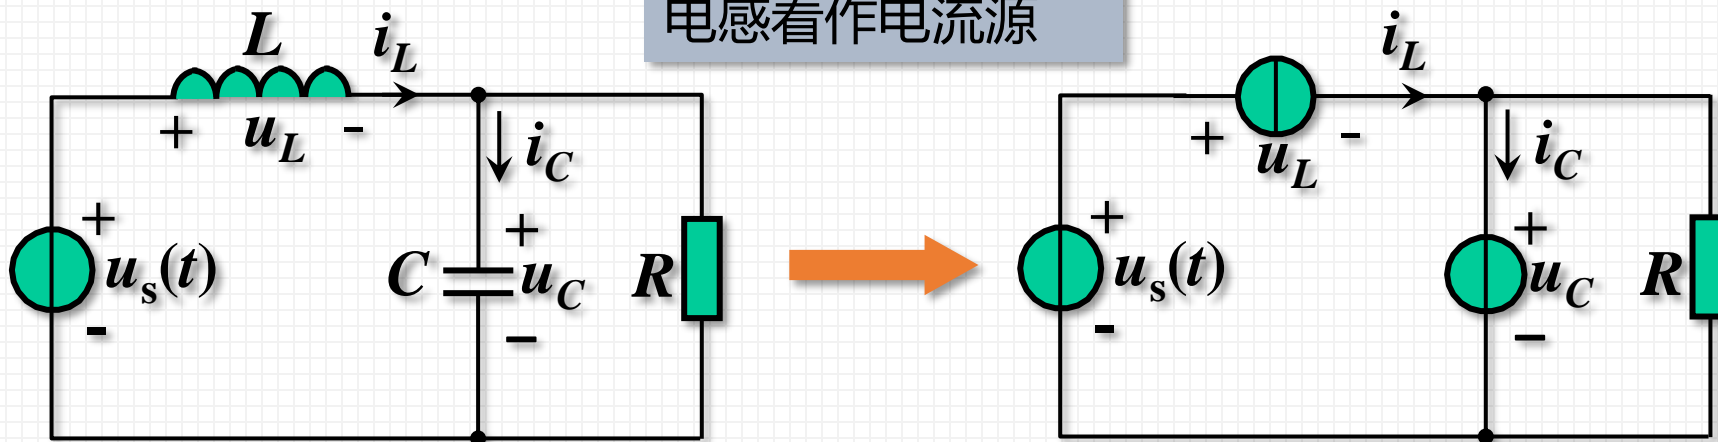 电感看作电流源
L
i_L
+ u_L -
i_C
+
u_s(t)
-
C
+
u_C
−
R
i_L
+ u_L -
i_C
+
u_s(t)
-
+
u_C
−
R